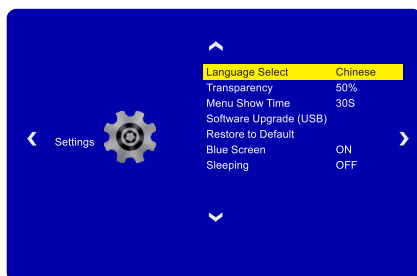 Settings
Language Select Chinese
Transparency 50%
Menu Show Time 30S
Software Upgrade (USB)
Restore to Default
Blue Screen ON
Sleeping OFF